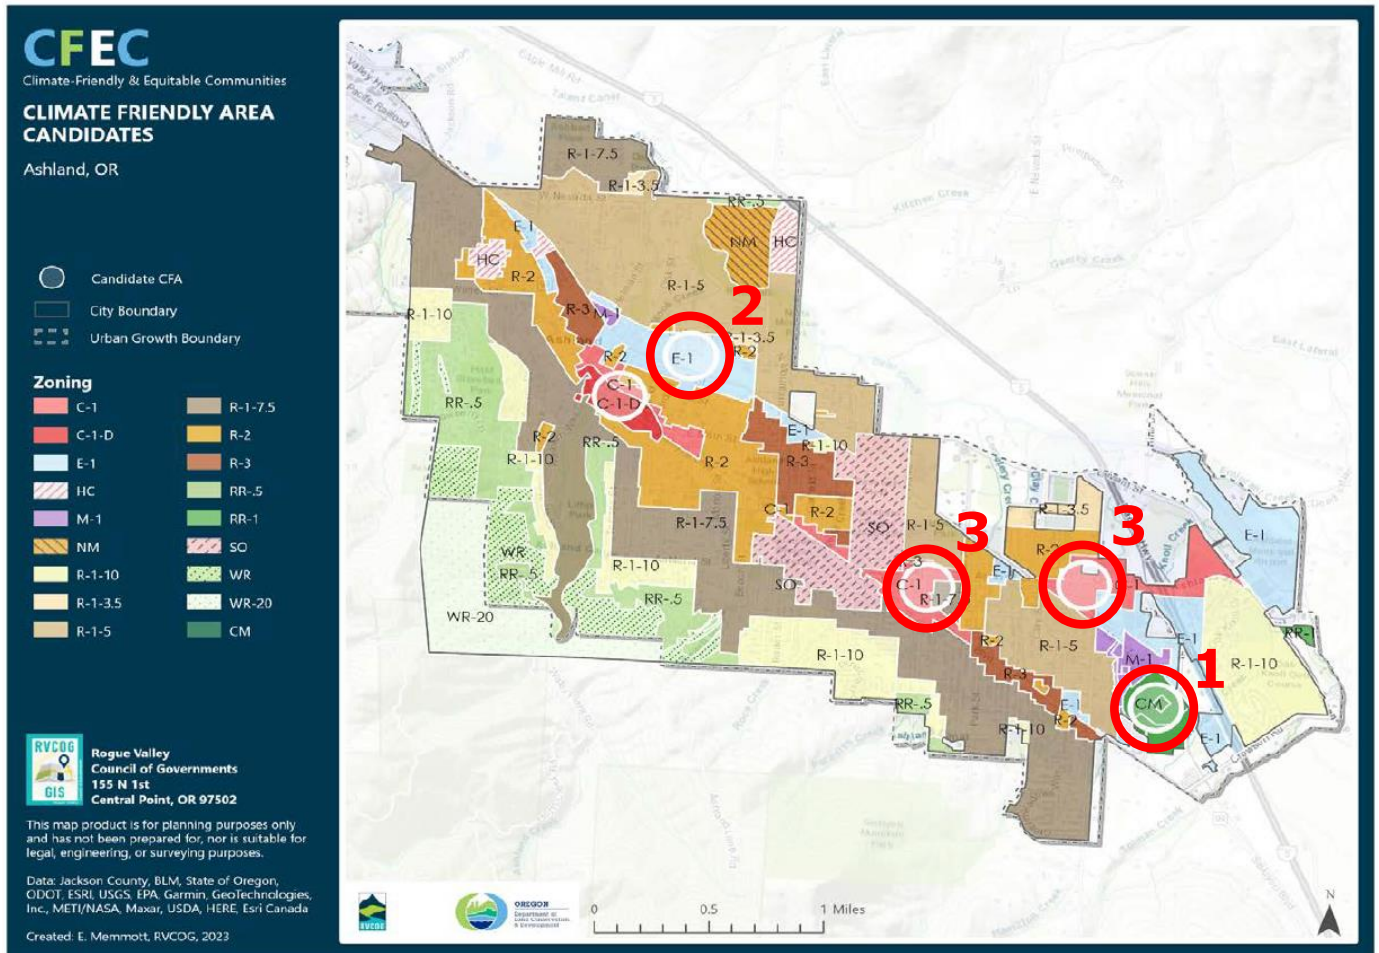 CFEC
Climate-Friendly & Equitable Communities
CLIMATE FRIENDLY AREA
CANDIDATES
Ashland, OR
Candidate CFA
City Boundary
Urban Growth Boundary
Zoning
C-1
C-1-D
E-1
HC
M-1
NM
R-1-10
R-1-3.5
R-1-5
R-1-7.5
R-2
R-3
RR-.5
RR-1
SO
WR
WR-20
CM
RVCOG
GIS
Rogue Valley
Council of Governments
155 N 1st
Central Point, OR 97502
This map product is for planning purposes only
and has not been prepared for, nor is suitable for
legal, engineering, or surveying purposes.
Data: Jackson County, BLM, State of Oregon,
ODOT, ESRI, USGS, EPA, Garmin, GeoTechnologies,
Inc., METI/NASA, Maxar, USDA, HERE, Esri Canada
Created: E. Memmott, RVCOG, 2023
R-1-7.5
R-1-3.5
RR-.5
E-1
NM
HC
HC
R-2
R-1-5
2
R-1-10
R-3
M-1
R-1-3.5
R-2
R-2
E-1
C-1
RR-.5
C-1-D
E-1
R-2
RR-.5
R-1-10
R-1-10
R-2
R-3
C-1
R-2
R-1-3.5
R-1-7.5
SO
R-1-5
3
3
E-1
WR
RR-.5
R-1-10
C-1
E-1
C-1
SO
RR-.5
WR-20
R-2
R-1-5
E-1
RR-1
R-1-10
M-1
R-1-10
R-3
1
RR-.5
E-1
CM
R-1-10
E-1
RVCOG
OREGON
Department of
Land Conservation
& Development
0
0.5
1 Miles
N